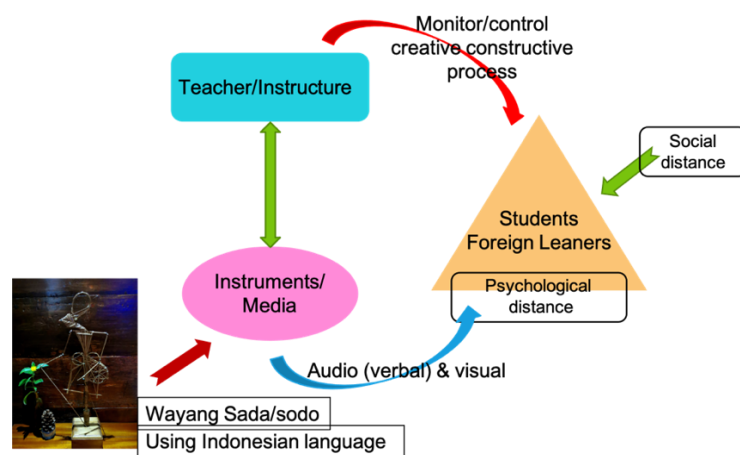 Monitor/control
creative constructive
process
Teacher/Instructure
Social
distance
Students
Foreign Leaners
Instruments/
Media
Psychological
distance
Audio (verbal) & visual
Wayang Sada/sodo
Using Indonesian language